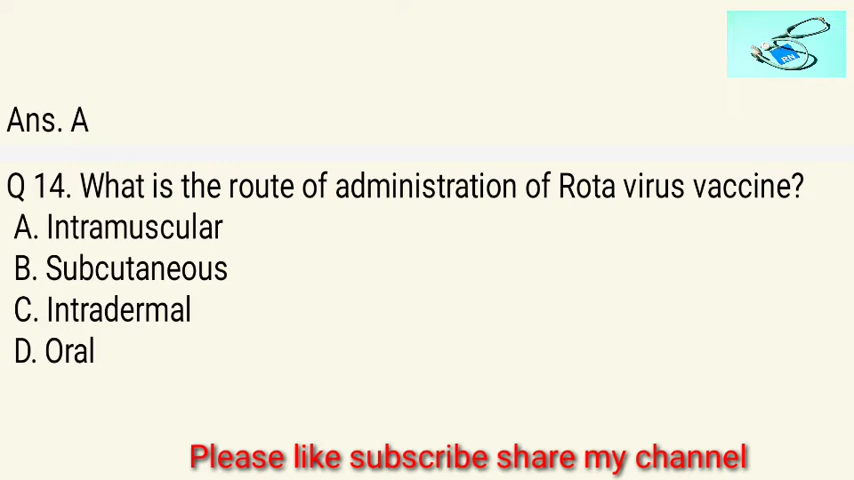 RN
Ans. A
Q 14. What is the route of administration of Rota virus vaccine?
A. Intramuscular
B. Subcutaneous
C. Intradermal
D. Oral
Please like subscribe share my channel